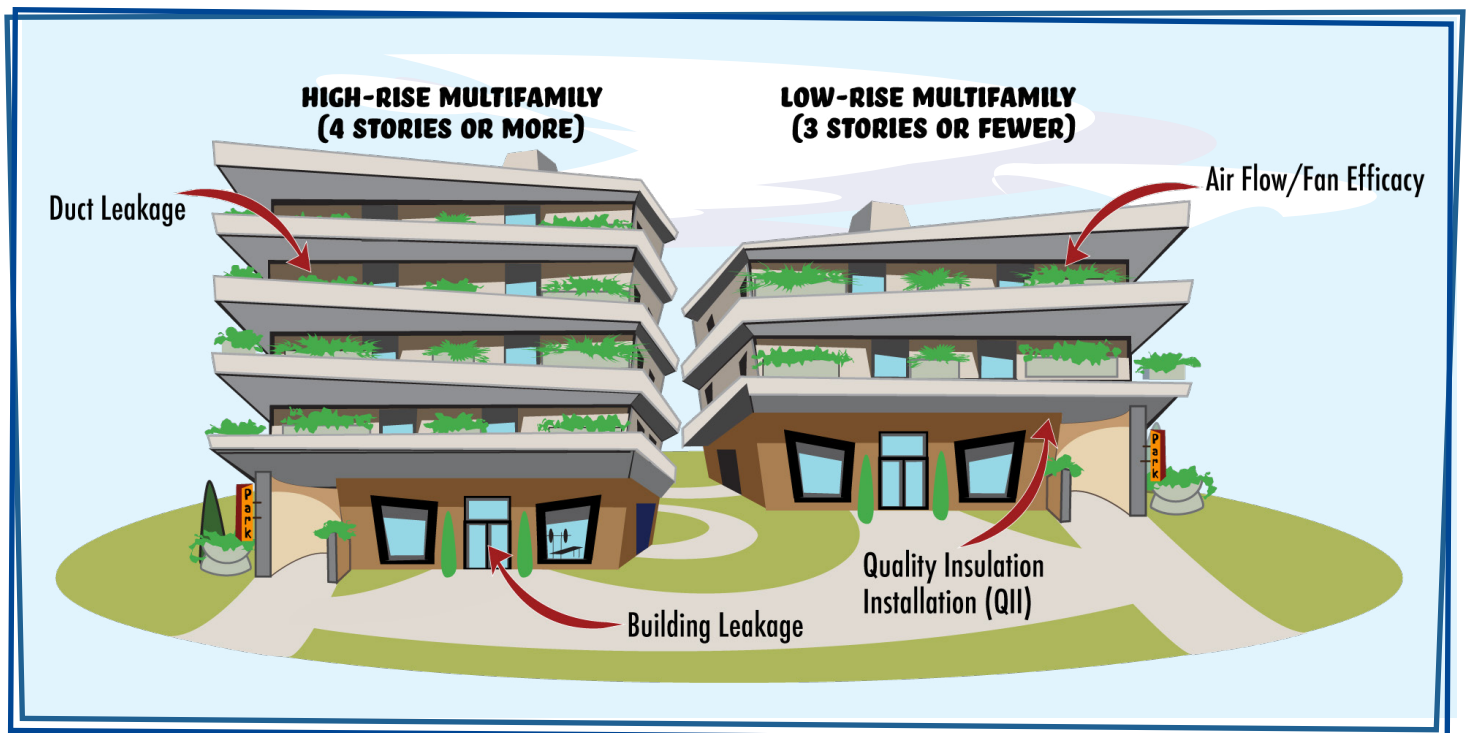 HIGH-RISE MULTIFAMILY
(4 STORIES OR MORE)
LOW-RISE MULTIFAMILY
(3 STORIES OR FEWER)
Duct Leakage
Air Flow/Fan Efficacy
Park
Park
Quality Insulation
Installation (QII)
Building Leakage